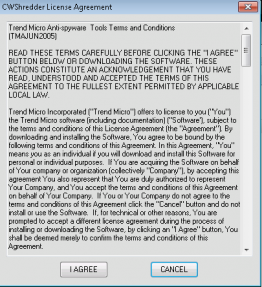 CWShredder License Agreement
Trend Micro Anti-spyware Tools Terms and Conditions
(TMAJUN2005)
READ THESE TERMS CAREFULLY BEFORE CLICKING THE "I AGREE"
BUTTON BELOW OR DOWNLOADING THE SOFTWARE. THESE
ACTIONS CONSTITUTE AN ACKNOWLEDGEMENT THAT YOU HAVE
READ, UNDERSTOOD AND ACCEPTED THE TERMS OF THIS
AGREEMENT TO THE FULLEST EXTENT PERMITTED BY APPLICABLE
LOCAL LAW.
Trend Micro Incorporated ("Trend Micro") offers to license to you ("You")
the Trend Micro software (including documentation) ("Software"), subject to
the terms and conditions of this License Agreement (the "Agreement"). By
downloading and installing the Software, You agree to be bound by the
following terms and conditions of this Agreement. In this Agreement, "You"
means you as an individual if you will download and install this Software for
personal or individual purposes. If You are acquiring the Software on behalf
of Your company or organization (collectively "Company"), by accepting this
agreement You also represent that You are duly authorized to represent
Your Company, and You accept the terms and conditions of this Agreement
on behalf of Your Company. If You or Your Company do not agree to the
terms and conditions of this Agreement click the "Cancel" button and do not
install or use the Software. If, for technical or other reasons, You are
prompted to accept a different license agreement during the process of
installing or downloading the Software, by clicking an "I Agree" button, You
shall be deemed merely to confirm the terms and conditions of this
Agreement.
I AGREE
CANCEL